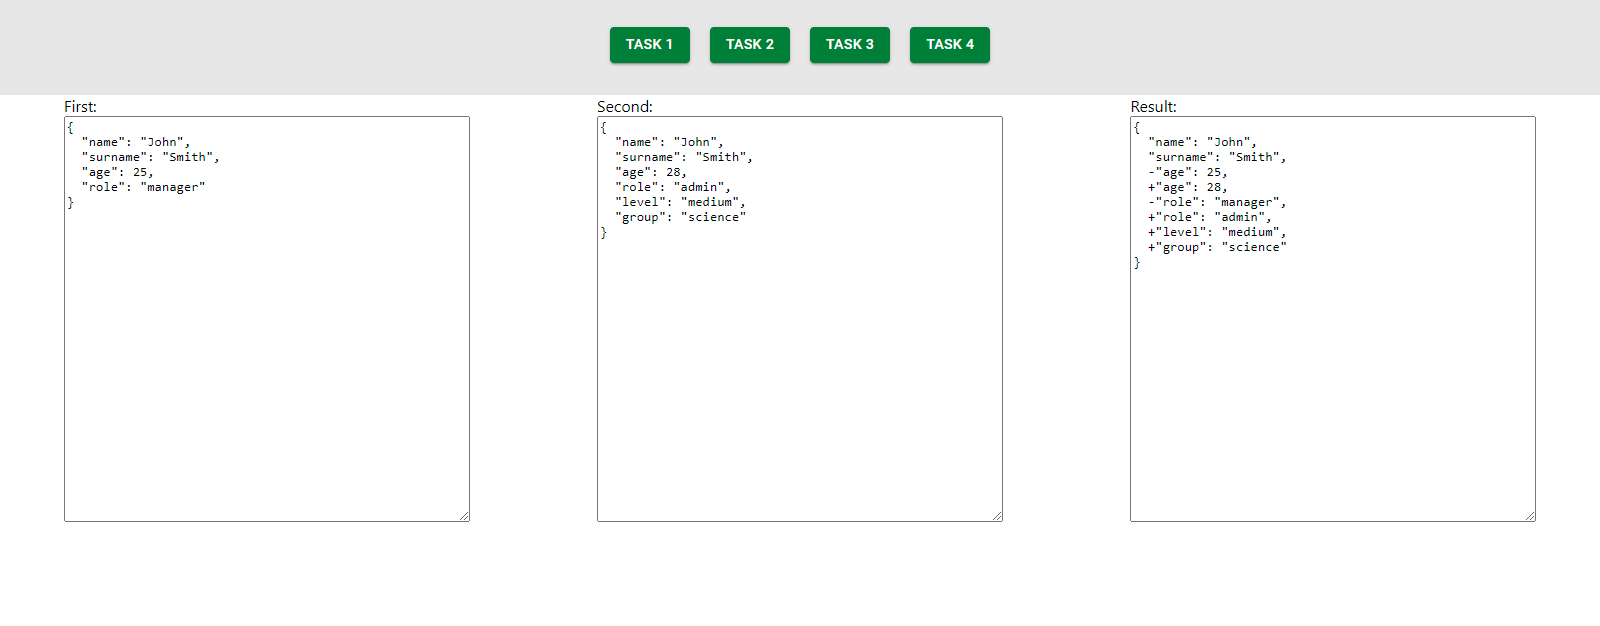 TASK 1 TASK 2 TASK 3 TASK 4
First:
{
  "name": "John",
  "surname": "Smith",
  "age": 25,
  "role": "manager"
}
Second:
{
  "name": "John",
  "surname": "Smith",
  "age": 28,
  "role": "admin",
  "level": "medium",
  "group": "science"
}
Result:
{
  "name": "John",
  "surname": "Smith",
  -"age": 25,
  +"age": 28,
  -"role": "manager",
  +"role": "admin",
  +"level": "medium",
  +"group": "science"
}